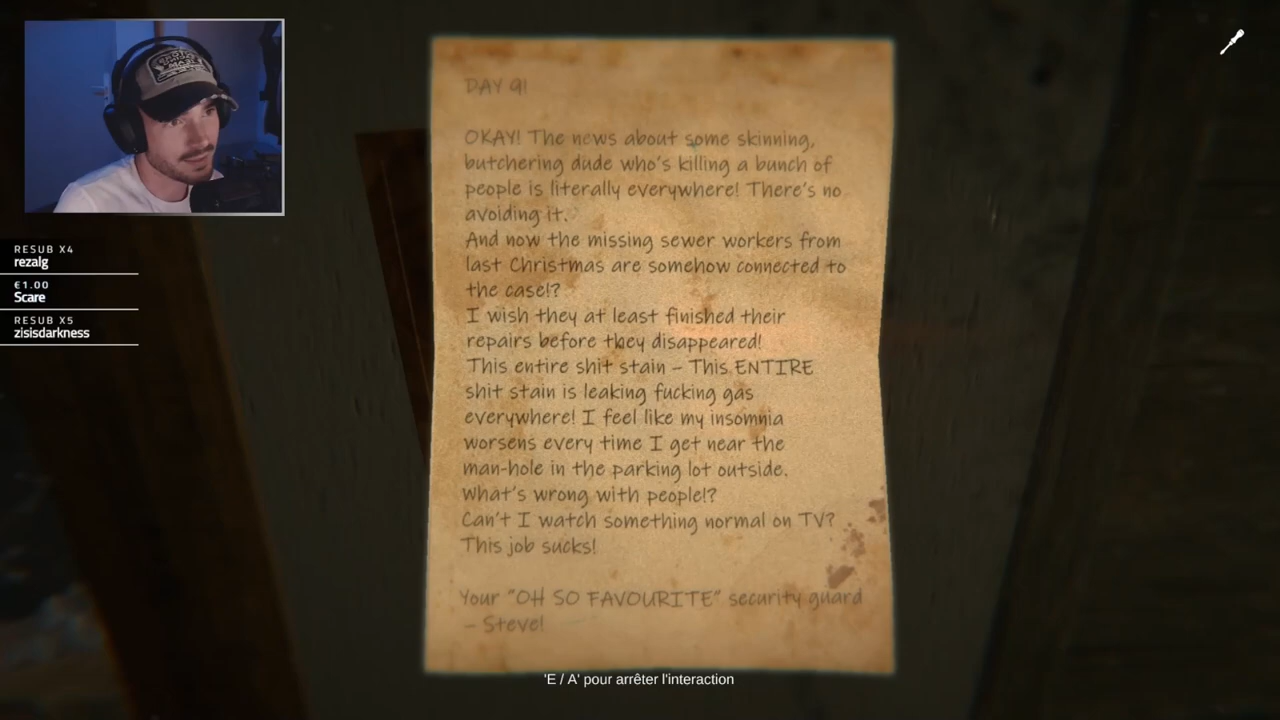 RESUB X4
rezalg
€1.00
Scare
RESUB X5
zisisdarkness
DAY 9!
OKAY! The news about some skinning,
butchering dude who's killing a bunch of
people is literally everywhere! There's no
avoiding it.
And now the missing sewer workers from
last Christmas are somehow connected to
the case!?
I wish they at least finished their
repairs before they disappeared!
This entire shit stain – This ENTIRE
shit stain is leaking fucking gas
everywhere! I feel like my insomnia
worsens every time I get near the
man-hole in the parking lot outside.
What's wrong with people!?
Can't I watch something normal on TV?
This job sucks!
Your "OH SO FAVOURITE" security guard
– Steve!
'E / A' pour arrêter l'interaction